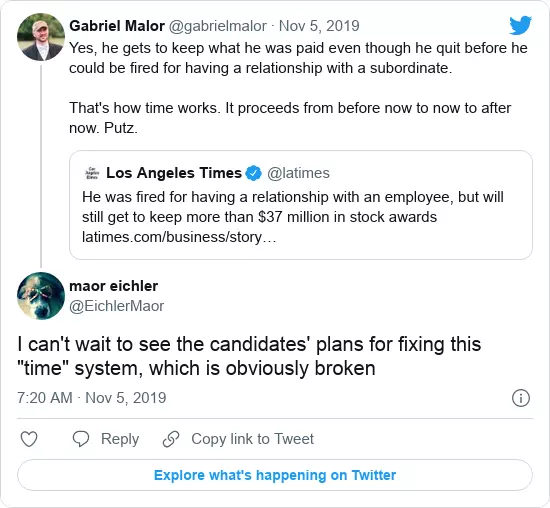 Gabriel Malor @gabrielmalor · Nov 5, 2019
Yes, he gets to keep what he was paid even though he quit before he
could be fired for having a relationship with a subordinate.
That's how time works. It proceeds from before now to now to after
now. Putz.
Los Angeles Times @latimes
He was fired for having a relationship with an employee, but will
still get to keep more than $37 million in stock awards
latimes.com/business/story…
maor eichler
@EichlerMaor
I can't wait to see the candidates' plans for fixing this
"time" system, which is obviously broken
7:20 AM · Nov 5, 2019
Reply Copy link to Tweet
Explore what's happening on Twitter